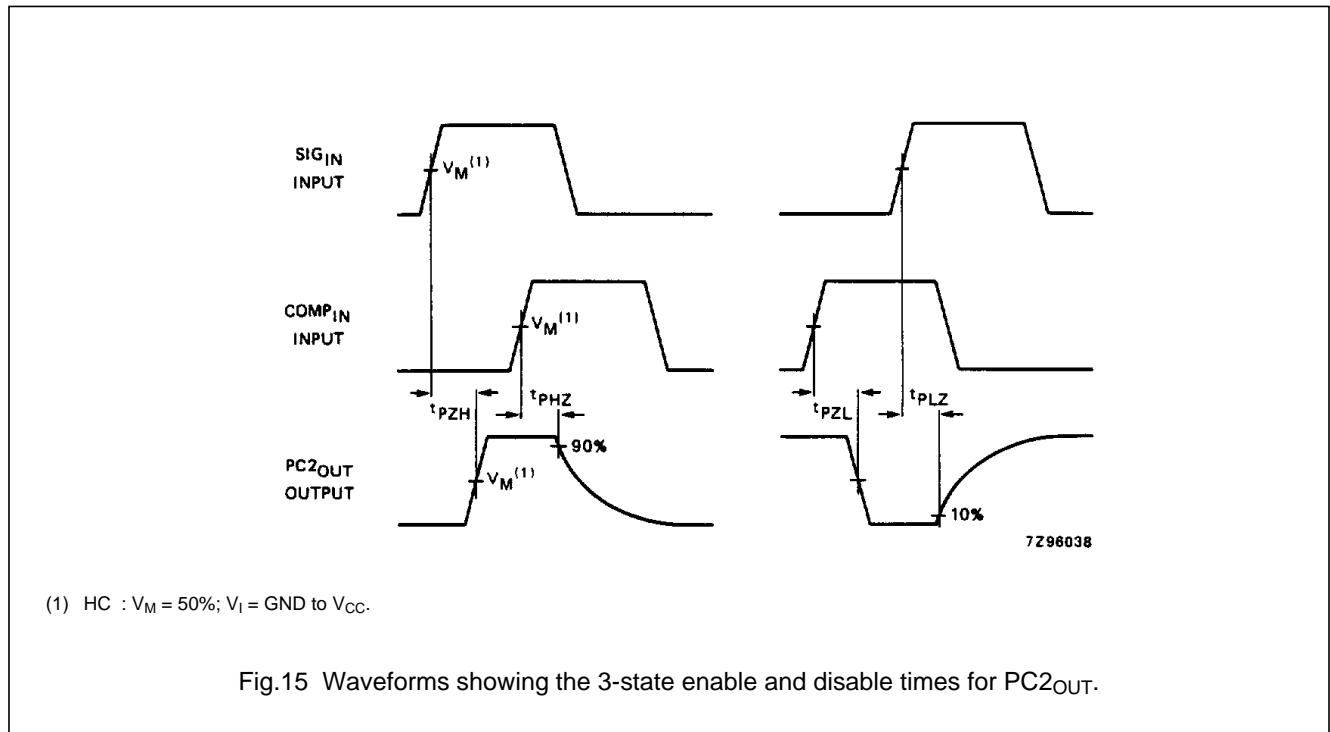 SIG_IN
INPUT
V_M^(1)
COMP_IN
INPUT
V_M^(1)
t_PZH
t_PHZ
t_PZL
t_PLZ
PC2_OUT
OUTPUT
V_M^(1)
90%
10%
7Z96038
(1) HC : V_M = 50%; V_I = GND to V_CC.
Fig.15 Waveforms showing the 3-state enable and disable times for PC2_OUT.